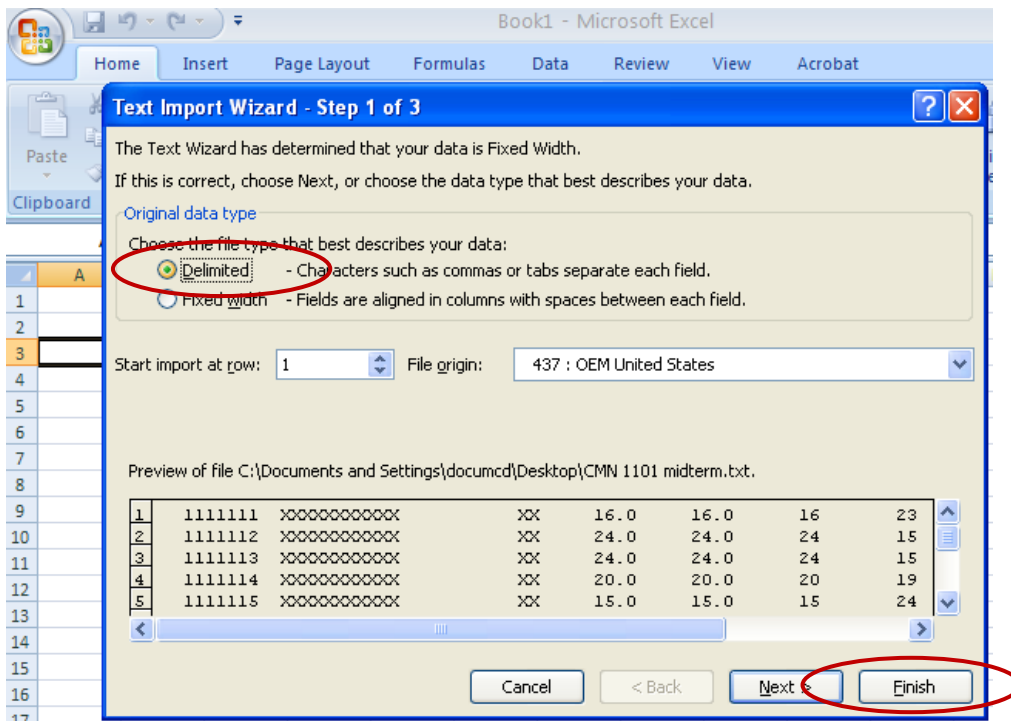 Book1 - Microsoft Excel
Home Insert Page Layout Formulas Data Review View Acrobat
Text Import Wizard - Step 1 of 3
Paste
Clipboard
The Text Wizard has determined that your data is Fixed Width.
If this is correct, choose Next, or choose the data type that best describes your data.
Original data type
Choose the file type that best describes your data:
Delimited - Characters such as commas or tabs separate each field.
Fixed width - Fields are aligned in columns with spaces between each field.
Start import at row: 1 File origin: 437 : OEM United States
Preview of file C:\Documents and Settings\documcd\Desktop\CMN 1101 midterm.txt.
1 1111111 XXXXXXXXXXX XX 16.0 16.0 16 23
2 1111112 XXXXXXXXXXX XX 24.0 24.0 24 15
3 1111113 XXXXXXXXXXX XX 24.0 24.0 24 15
4 1111114 XXXXXXXXXXX XX 20.0 20.0 20 19
5 1111115 XXXXXXXXXXX XX 15.0 15.0 15 24
Cancel < Back Next > Finish
A
1
2
3
4
5
6
7
8
9
10
11
12
13
14
15
16
17